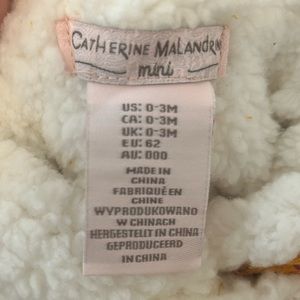 CATHERINE MALANDRINO
mini
US: 0-3M
CA: 0-3M
UK: 0-3M
EU: 62
AU: 000
MADE IN
CHINA
FABRIQUÉ EN
CHINE
WYPRODUKOWANO
W CHINACH
HERGESTELLT IN CHINA
GEPRODUCEERD
IN CHINA